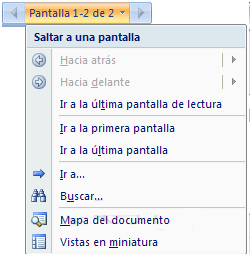 Pantalla 1-2 de 2
Saltar a una pantalla
Hacia atrás
Hacia delante
Ir a la última pantalla de lectura
Ir a la primera pantalla
Ir a la última pantalla
Ir a...
Buscar...
Mapa del documento
Vistas en miniatura